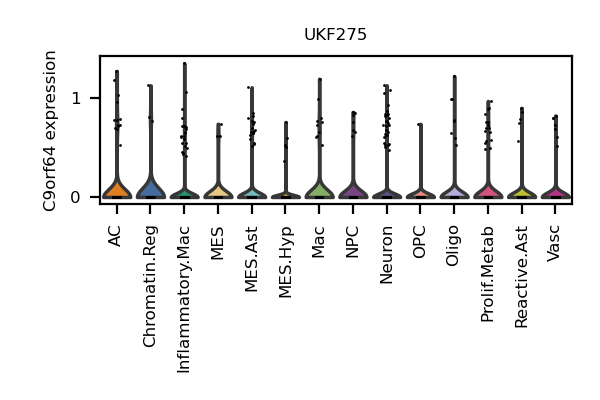 UKF275
C9orf64 expression
1
0
AC
Chromatin.Reg
Inflammatory.Mac
MES
MES.Ast
MES.Hyp
Mac
NPC
Neuron
OPC
Oligo
Prolif.Metab
Reactive.Ast
Vasc